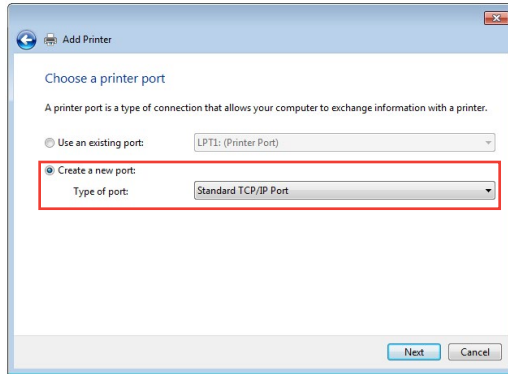 Add Printer
Choose a printer port
A printer port is a type of connection that allows your computer to exchange information with a printer.
Use an existing port: LPT1: (Printer Port)
Create a new port:
Type of port: Standard TCP/IP Port
Next Cancel